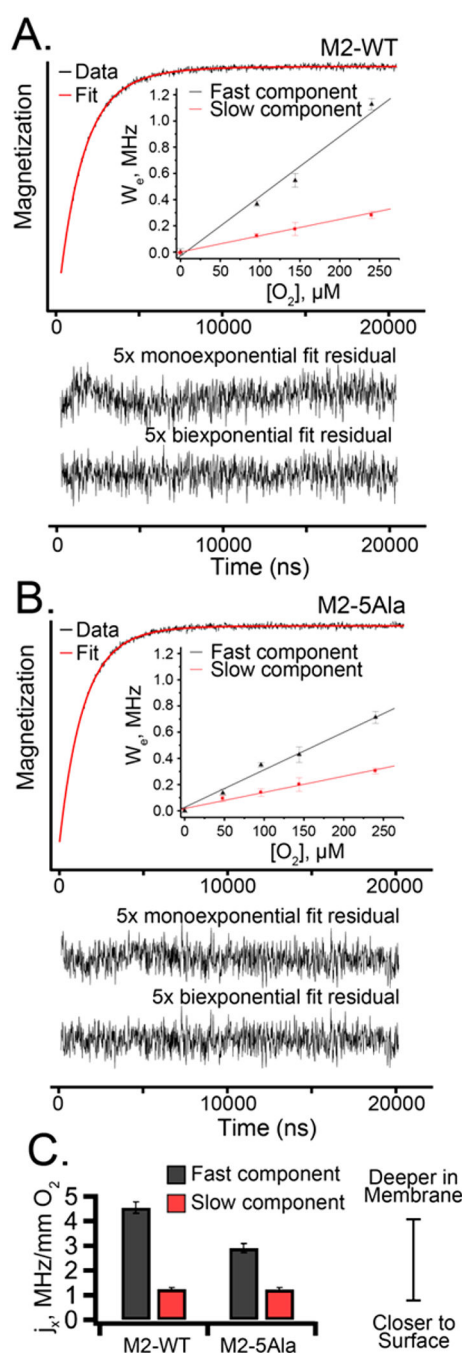 A.
M2-WT
Data
Fit
Fast component
Slow component
Magnetization
We, MHz
1.2
1.0
0.8
0.6
0.4
0.2
0.0
0 50 100 150 200 250
[O2], µM
0 10000 20000
5x monoexponential fit residual
5x biexponential fit residual
0 10000 20000
Time (ns)
B.
M2-5Ala
Data
Fit
Fast component
Slow component
Magnetization
We, MHz
1.2
1.0
0.8
0.6
0.4
0.2
0.0
0 50 100 150 200 250
[O2], µM
0 10000 20000
5x monoexponential fit residual
5x biexponential fit residual
0 10000 20000
Time (ns)
C.
Fast component
Slow component
jx, MHz/mm O2
5
4
3
2
1
0
M2-WT M2-5Ala
Deeper in
Membrane
Closer to
Surface